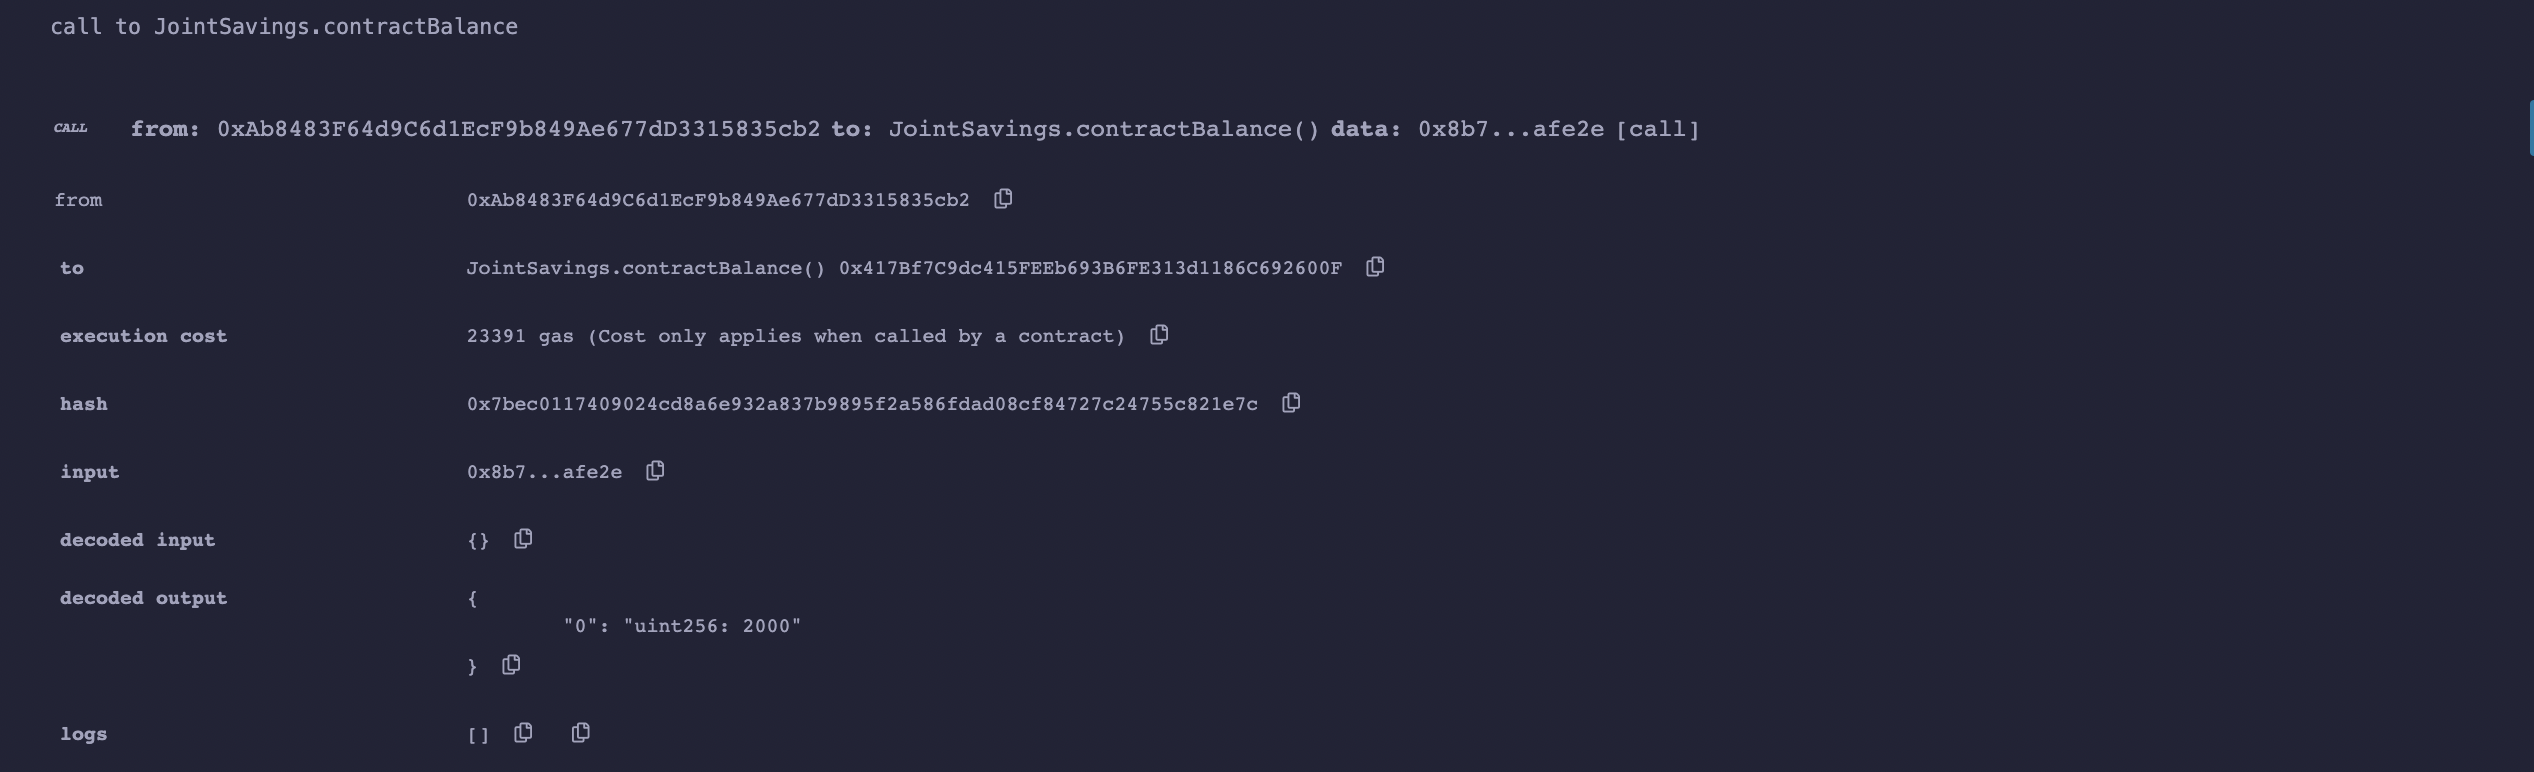 call to JointSavings.contractBalance
CALL from: 0xAb8483F64d9C6d1EcF9b849Ae677dD3315835cb2 to: JointSavings.contractBalance() data: 0x8b7...afe2e [call]
from 0xAb8483F64d9C6d1EcF9b849Ae677dD3315835cb2
to JointSavings.contractBalance() 0x417Bf7C9dc415FEEb693B6FE313d1186C692600F
execution cost 23391 gas (Cost only applies when called by a contract)
hash 0x7bec0117409024cd8a6e932a837b9895f2a586fdad08cf84727c24755c821e7c
input 0x8b7...afe2e
decoded input {}
decoded output {
"0": "uint256: 2000"
}
logs []